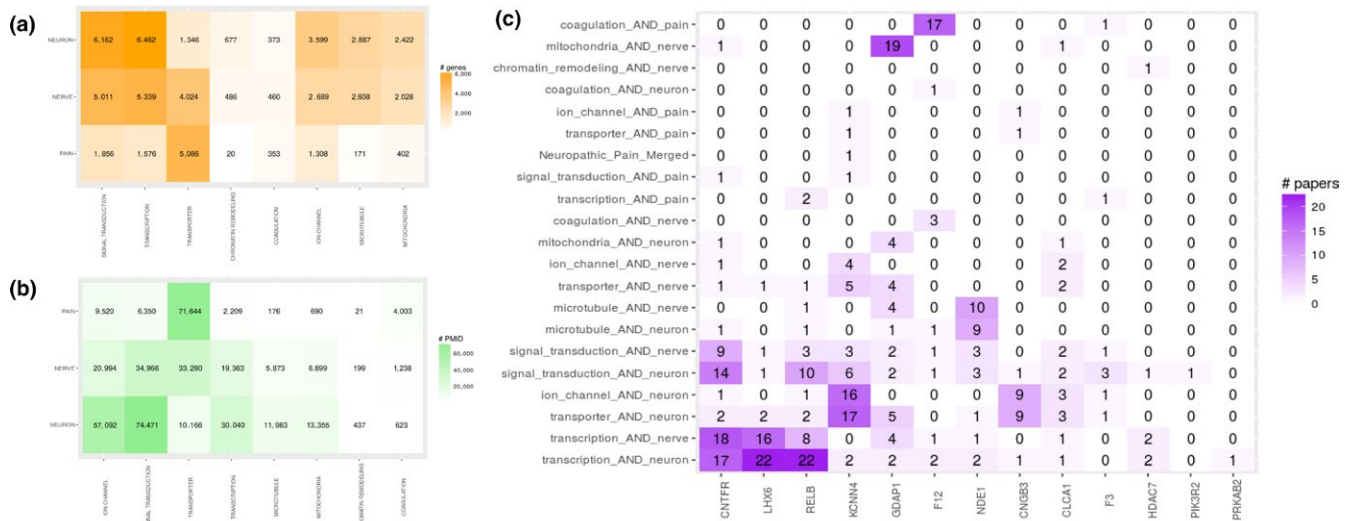 (a)
NEURON 6.162 6.462 1.346 677 373 3.599 2.887 2.422
NERVE 5.011 5.339 4.024 486 460 2.689 2.608 2.028
PAIN 1.856 1.576 5.086 20 353 1.308 171 402
SIGNAL TRANSDUCTION
TRANSCRIPTION
TRANSPORTER
CHROMATIN REMODELING
COAGULATION
ION CHANNEL
MICROTUBULE
MITOCHONDRIA
# genes
6,000
4,000
2,000
(b)
PAIN 9,520 6,350 71.644 2.209 176 690 21 4,003
NERVE 20,994 34,966 33.280 19,363 5.873 6.899 199 1,238
NEURON 57,092 74.471 10.166 30.040 11,983 13.355 437 623
ION CHANNEL
NAL TRANSDUCTION
TRANSPORTER
TRANSCRIPTION
MICROTUBULE
MITOCHONDRIA
OMATIN REMODELING
COAGULATION
# PMID
60,000
40,000
20,000
(c)
coagulation_AND_pain 0 0 0 0 0 17 0 0 0 1 0 0 0
mitochondria_AND_nerve 1 0 0 0 19 0 0 0 1 0 0 0 0
chromatin_remodeling_AND_nerve 0 0 0 0 0 0 0 0 0 0 1 0 0
coagulation_AND_neuron 0 0 0 0 0 1 0 0 0 0 0 0 0
ion_channel_AND_pain 0 0 0 1 0 0 0 1 0 0 0 0 0
transporter_AND_pain 0 0 0 1 0 0 0 1 0 0 0 0 0
Neuropathic_Pain_Merged 0 0 0 1 0 0 0 0 0 0 0 0 0
signal_transduction_AND_pain 1 0 0 1 0 0 0 0 0 0 0 0 0
transcription_AND_pain 0 0 2 0 0 0 0 0 0 1 0 0 0
coagulation_AND_nerve 0 0 0 0 0 3 0 0 0 0 0 0 0
mitochondria_AND_neuron 1 0 0 0 4 0 0 0 1 0 0 0 0
ion_channel_AND_nerve 1 0 0 4 0 0 0 0 2 0 0 0 0
transporter_AND_nerve 1 1 1 5 4 0 0 0 2 0 0 0 0
microtubule_AND_nerve 0 0 1 0 4 0 10 0 0 0 0 0 0
microtubule_AND_neuron 1 0 1 0 1 1 9 0 0 0 0 0 0
signal_transduction_AND_nerve 9 1 3 3 2 1 3 0 2 1 0 0 0
signal_transduction_AND_neuron 14 1 10 6 2 1 3 1 2 3 1 1 0
ion_channel_AND_neuron 1 0 1 16 0 0 0 9 3 1 0 0 0
transporter_AND_neuron 2 2 2 17 5 0 1 9 3 1 0 0 0
transcription_AND_nerve 18 16 8 0 4 1 1 0 1 0 2 0 0
transcription_AND_neuron 17 22 22 2 2 2 2 1 1 0 2 0 1
CNTFR
LHX6
RELB
KCNN4
GDAP1
F12
NDE1
CNGB3
CLCA1
F3
HDAC7
PIK3R2
PRKAB2
# papers
20
15
10
5
0